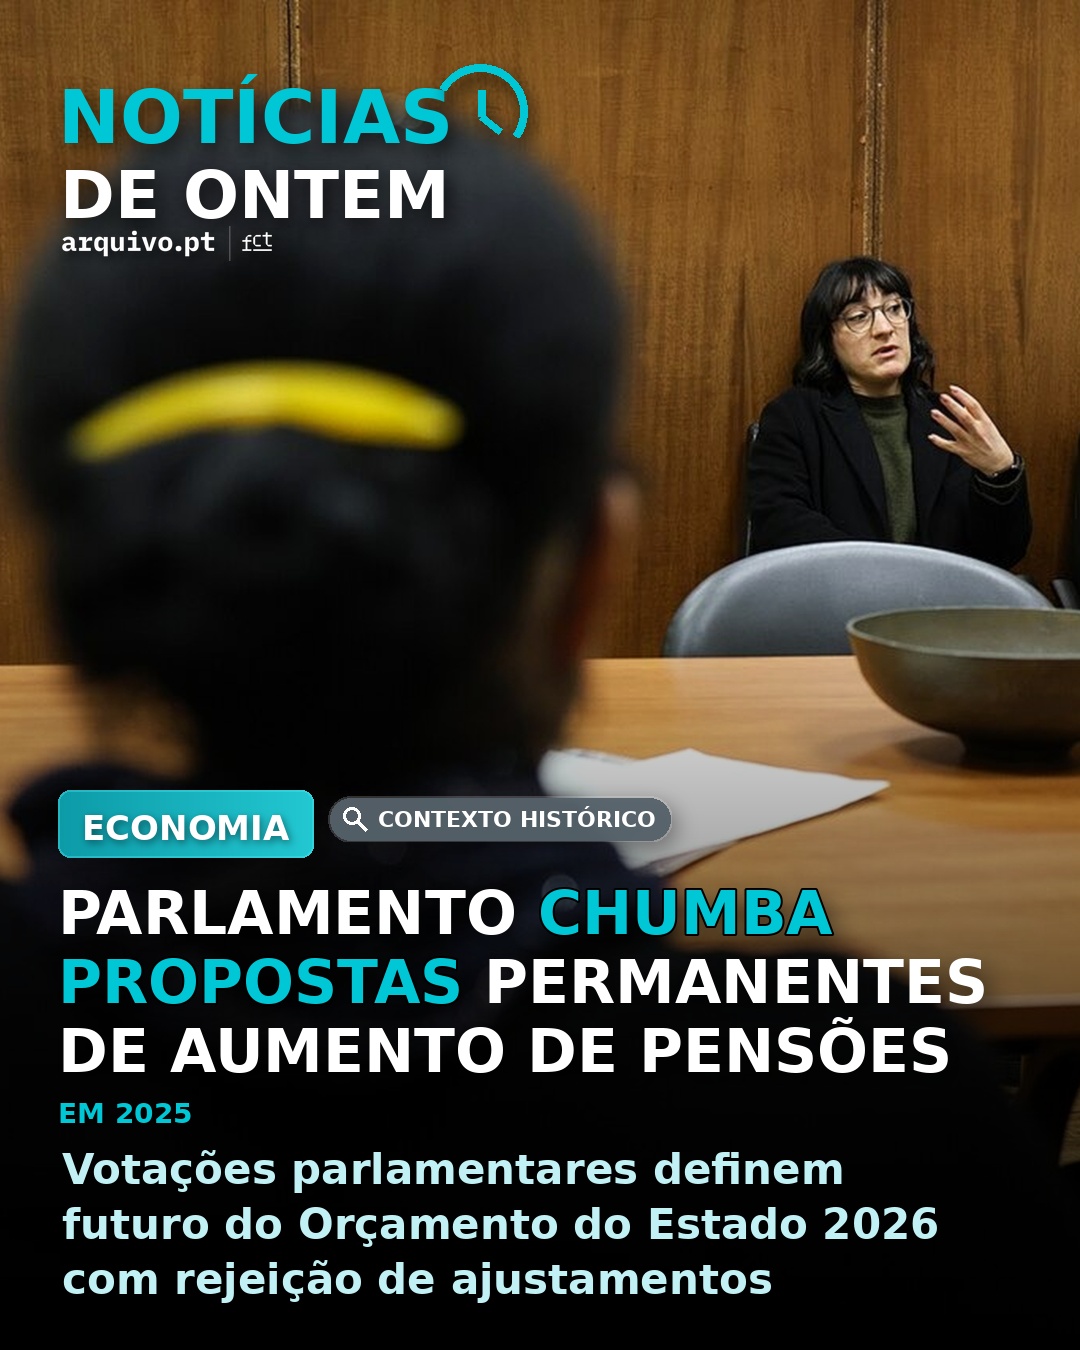 NOTÍCIAS
DE ONTEM
arquivo.pt | fct
ECONOMIA
CONTEXTO HISTÓRICO
PARLAMENTO CHUMBA
PROPOSTAS PERMANENTES
DE AUMENTO DE PENSÕES
EM 2025
Votações parlamentares definem
futuro do Orçamento do Estado 2026
com rejeição de ajustamentos